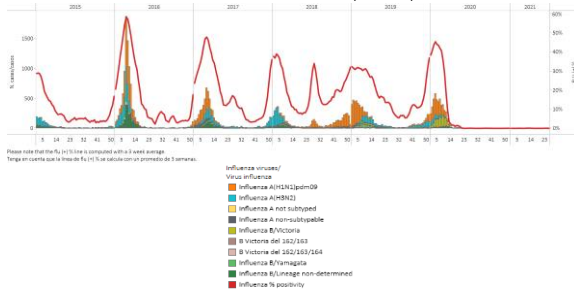 2015 2016 2017 2018 2019 2020 2021
1500
1000
500
0
60%
50%
40%
30%
20%
10%
0%
Please note that the flu (+) % line is computed with a 3 week average.
Tenga en cuenta que la línea de flu (+) % se calcula con un promedio de 3 semanas.
Influenza viruses/
Virus influenza
Influenza A(H1N1)pdm09
Influenza A(H3N2)
Influenza A not subtyped
Influenza A non-subtypable
Influenza B/Victoria
B Victoria del 162/163
B Victoria del 162/163/164
Influenza B/Yamagata
Influenza B/Lineage non-determined
Influenza % positivity